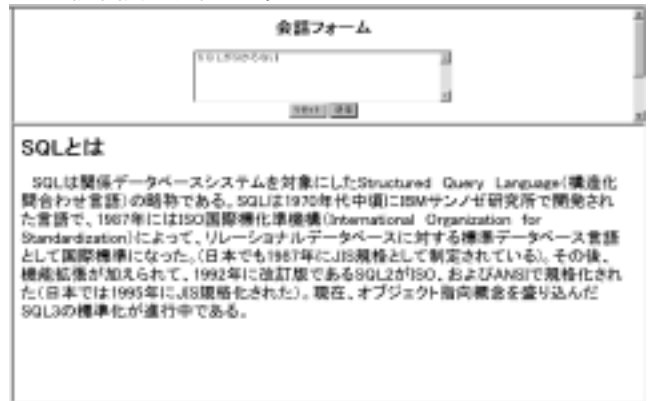 会話フォーム
SQLとは
SQLは関係データベースシステムを対象にしたStructured Query Language(構造化
問合わせ言語)の略称である。SQLは1970年代中頃にIBMサンノゼ研究所で開発され
た言語で、1987年にはISO国際標化準機構(International Organization for
Standardization)によって、リレーショナルデータベースに対する標準データベース言語
として国際標準になった。(日本でも1987年にJIS規格として制定されている)。その後、
機能拡張が加えられて、1992年に改訂版であるSQL2がISO、およびANSIで規格化され
た(日本では1995年にJIS規格化された)。現在、オブジェクト指向概念を盛り込んだ
SQL3の標準化が進行中である。